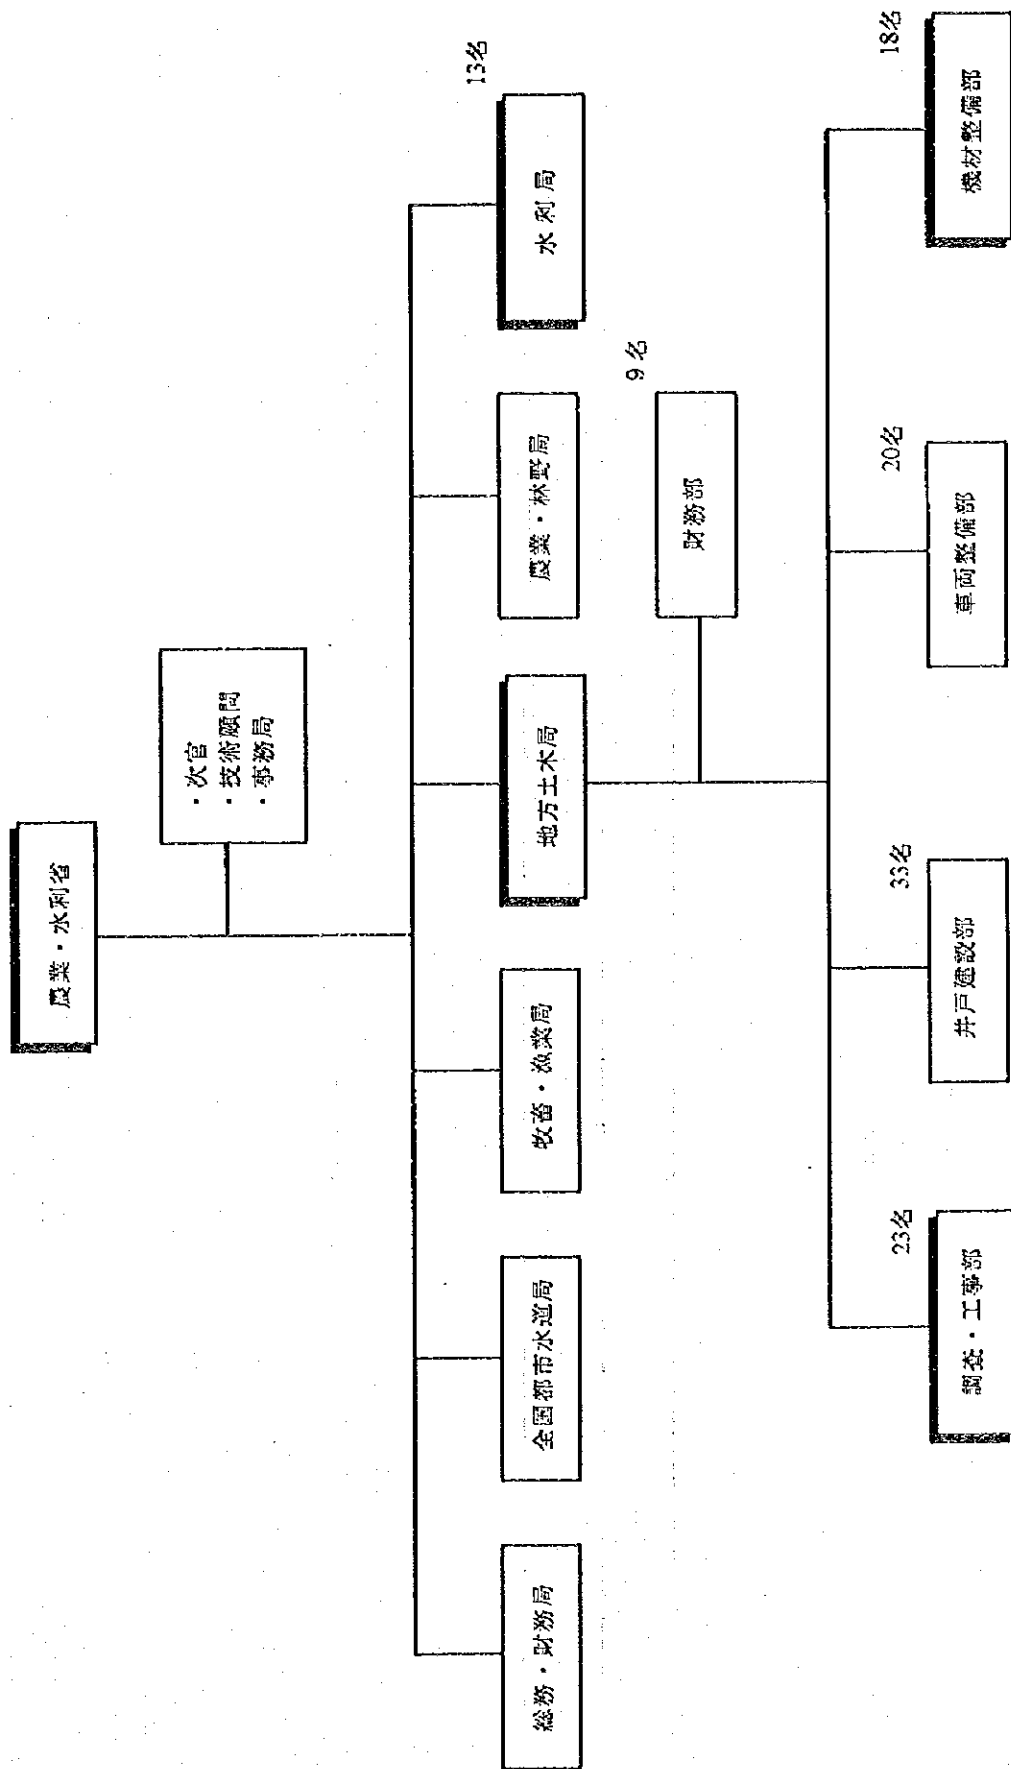 農業・水利省
・次官
・技術顧問
・事務局
総務・財務局
全国都市水道局
牧畜・漁業局
地方土木局
農業・林野局
水利局
13名
財務部
9名
調査・工事部
23名
井戸建設部
33名
車両整備部
20名
機材整備部
18名